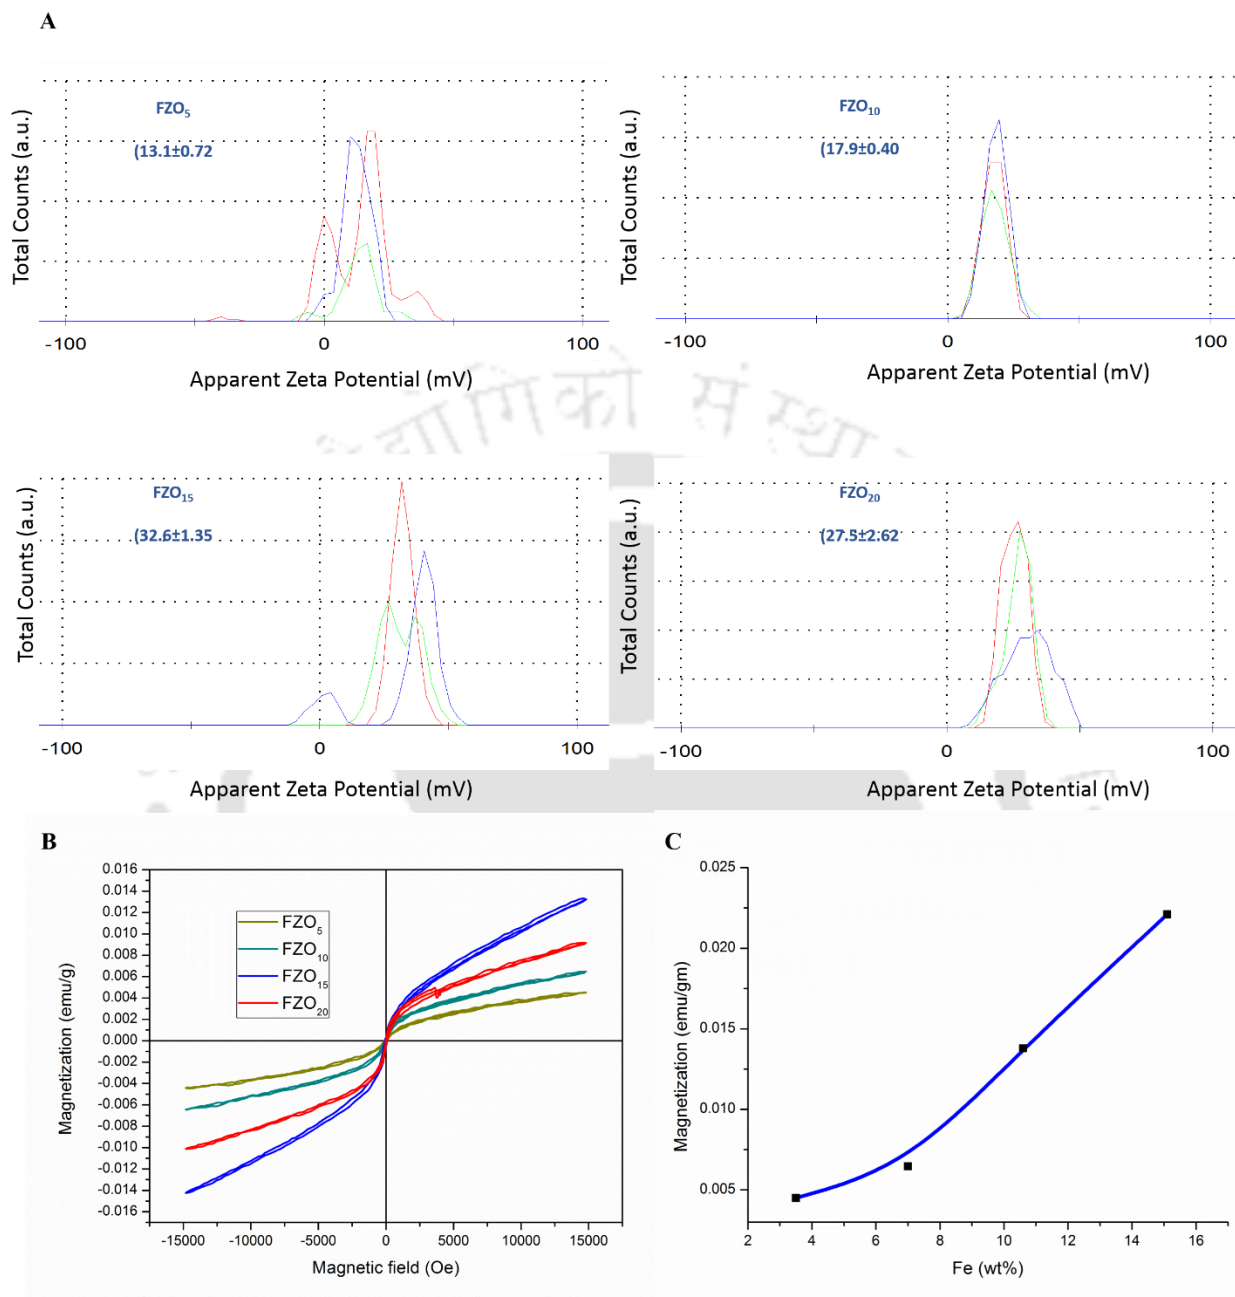 A
FZO₅
(13.1±0.72
Total Counts (a.u.)
-100 0 100
Apparent Zeta Potential (mV)
FZO₁₀
(17.9±0.40
Total Counts (a.u.)
-100 0 100
Apparent Zeta Potential (mV)
FZO₁₅
(32.6±1.35
Total Counts (a.u.)
-100 0 100
Apparent Zeta Potential (mV)
FZO₂₀
(27.5±2.62
Total Counts (a.u.)
-100 0 100
Apparent Zeta Potential (mV)
B
0.016
0.014
0.012
0.010
0.008
0.006
0.004
0.002
0.000
-0.002
-0.004
-0.006
-0.008
-0.010
-0.012
-0.014
-0.016
Magnetization (emu/g)
FZO₅
FZO₁₀
FZO₁₅
FZO₂₀
-15000 -10000 -5000 0 5000 10000 15000
Magnetic field (Oe)
C
0.025
0.020
0.015
0.010
0.005
Magnetization (emu/gm)
2 4 6 8 10 12 14 16
Fe (wt%)